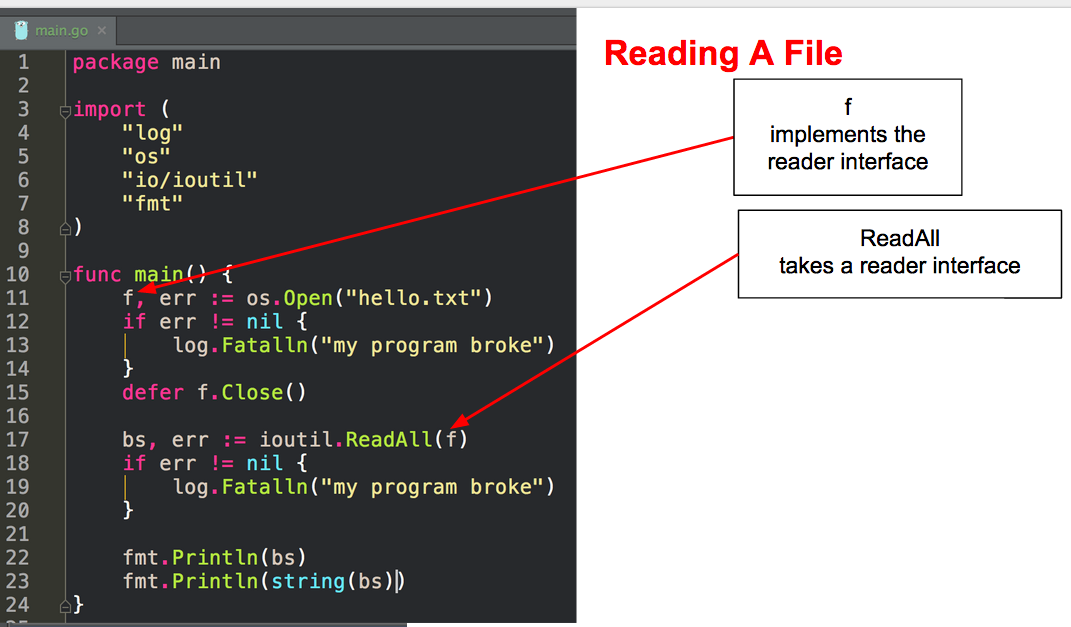 main.go ×
1 package main
2
3 import (
4 "log"
5 "os"
6 "io/ioutil"
7 "fmt"
8 )
9
10 func main() {
11 f, err := os.Open("hello.txt")
12 if err != nil {
13 log.Fatalln("my program broke")
14 }
15 defer f.Close()
16
17 bs, err := ioutil.ReadAll(f)
18 if err != nil {
19 log.Fatalln("my program broke")
20 }
21
22 fmt.Println(bs)
23 fmt.Println(string(bs))
24 }
Reading A File
f
implements the
reader interface
ReadAll
takes a reader interface